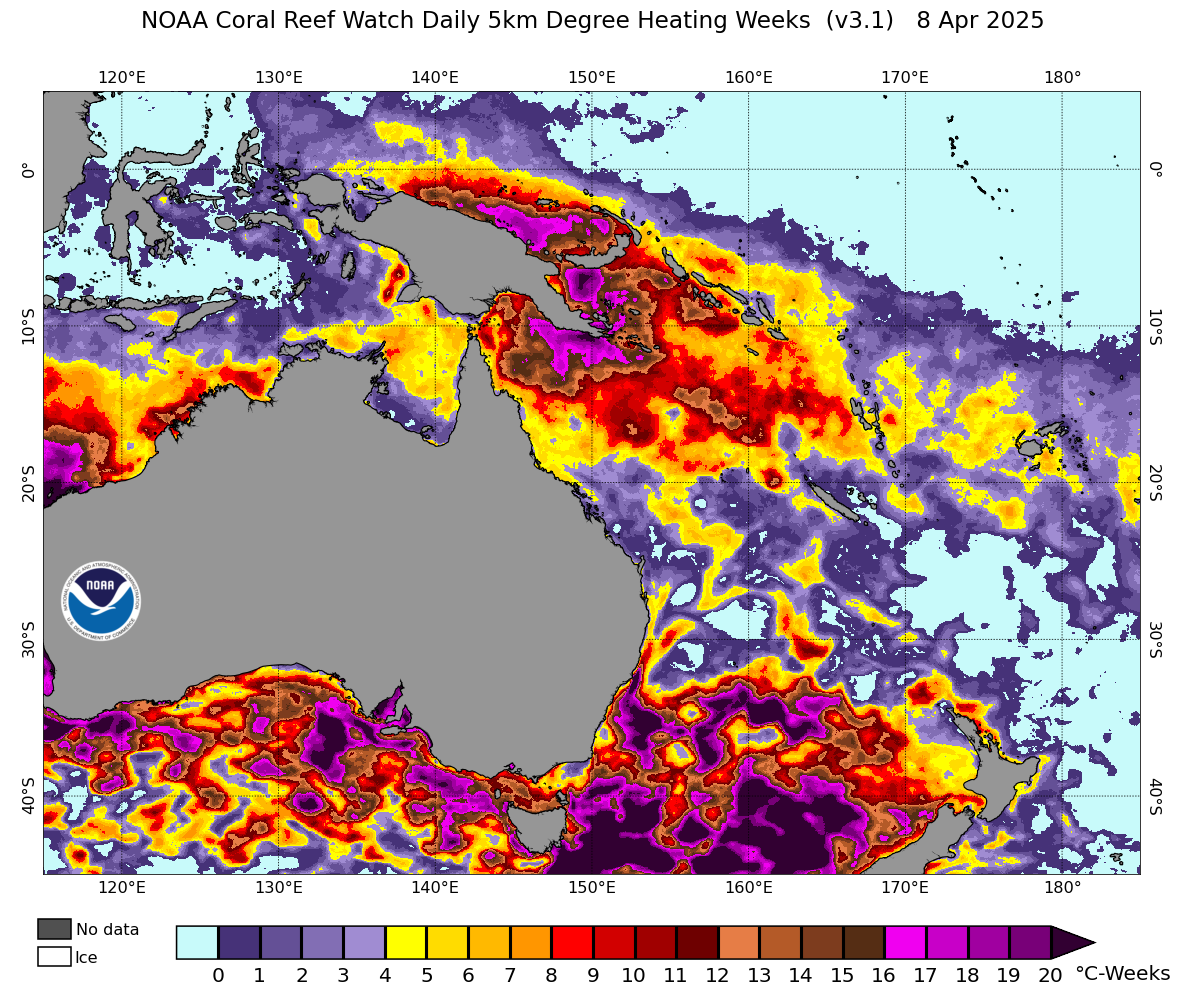 NOAA Coral Reef Watch Daily 5km Degree Heating Weeks (v3.1) 8 Apr 2025
120°E 130°E 140°E 150°E 160°E 170°E 180°
0° 0°
10°S 10°S
20°S 20°S
NATIONAL OCEANIC AND ATMOSPHERIC ADMINISTRATION
NOAA
U.S. DEPARTMENT OF COMMERCE
30°S 30°S
40°S 40°S
120°E 130°E 140°E 150°E 160°E 170°E 180°
No data
Ice
0 1 2 3 4 5 6 7 8 9 10 11 12 13 14 15 16 17 18 19 20 °C-Weeks